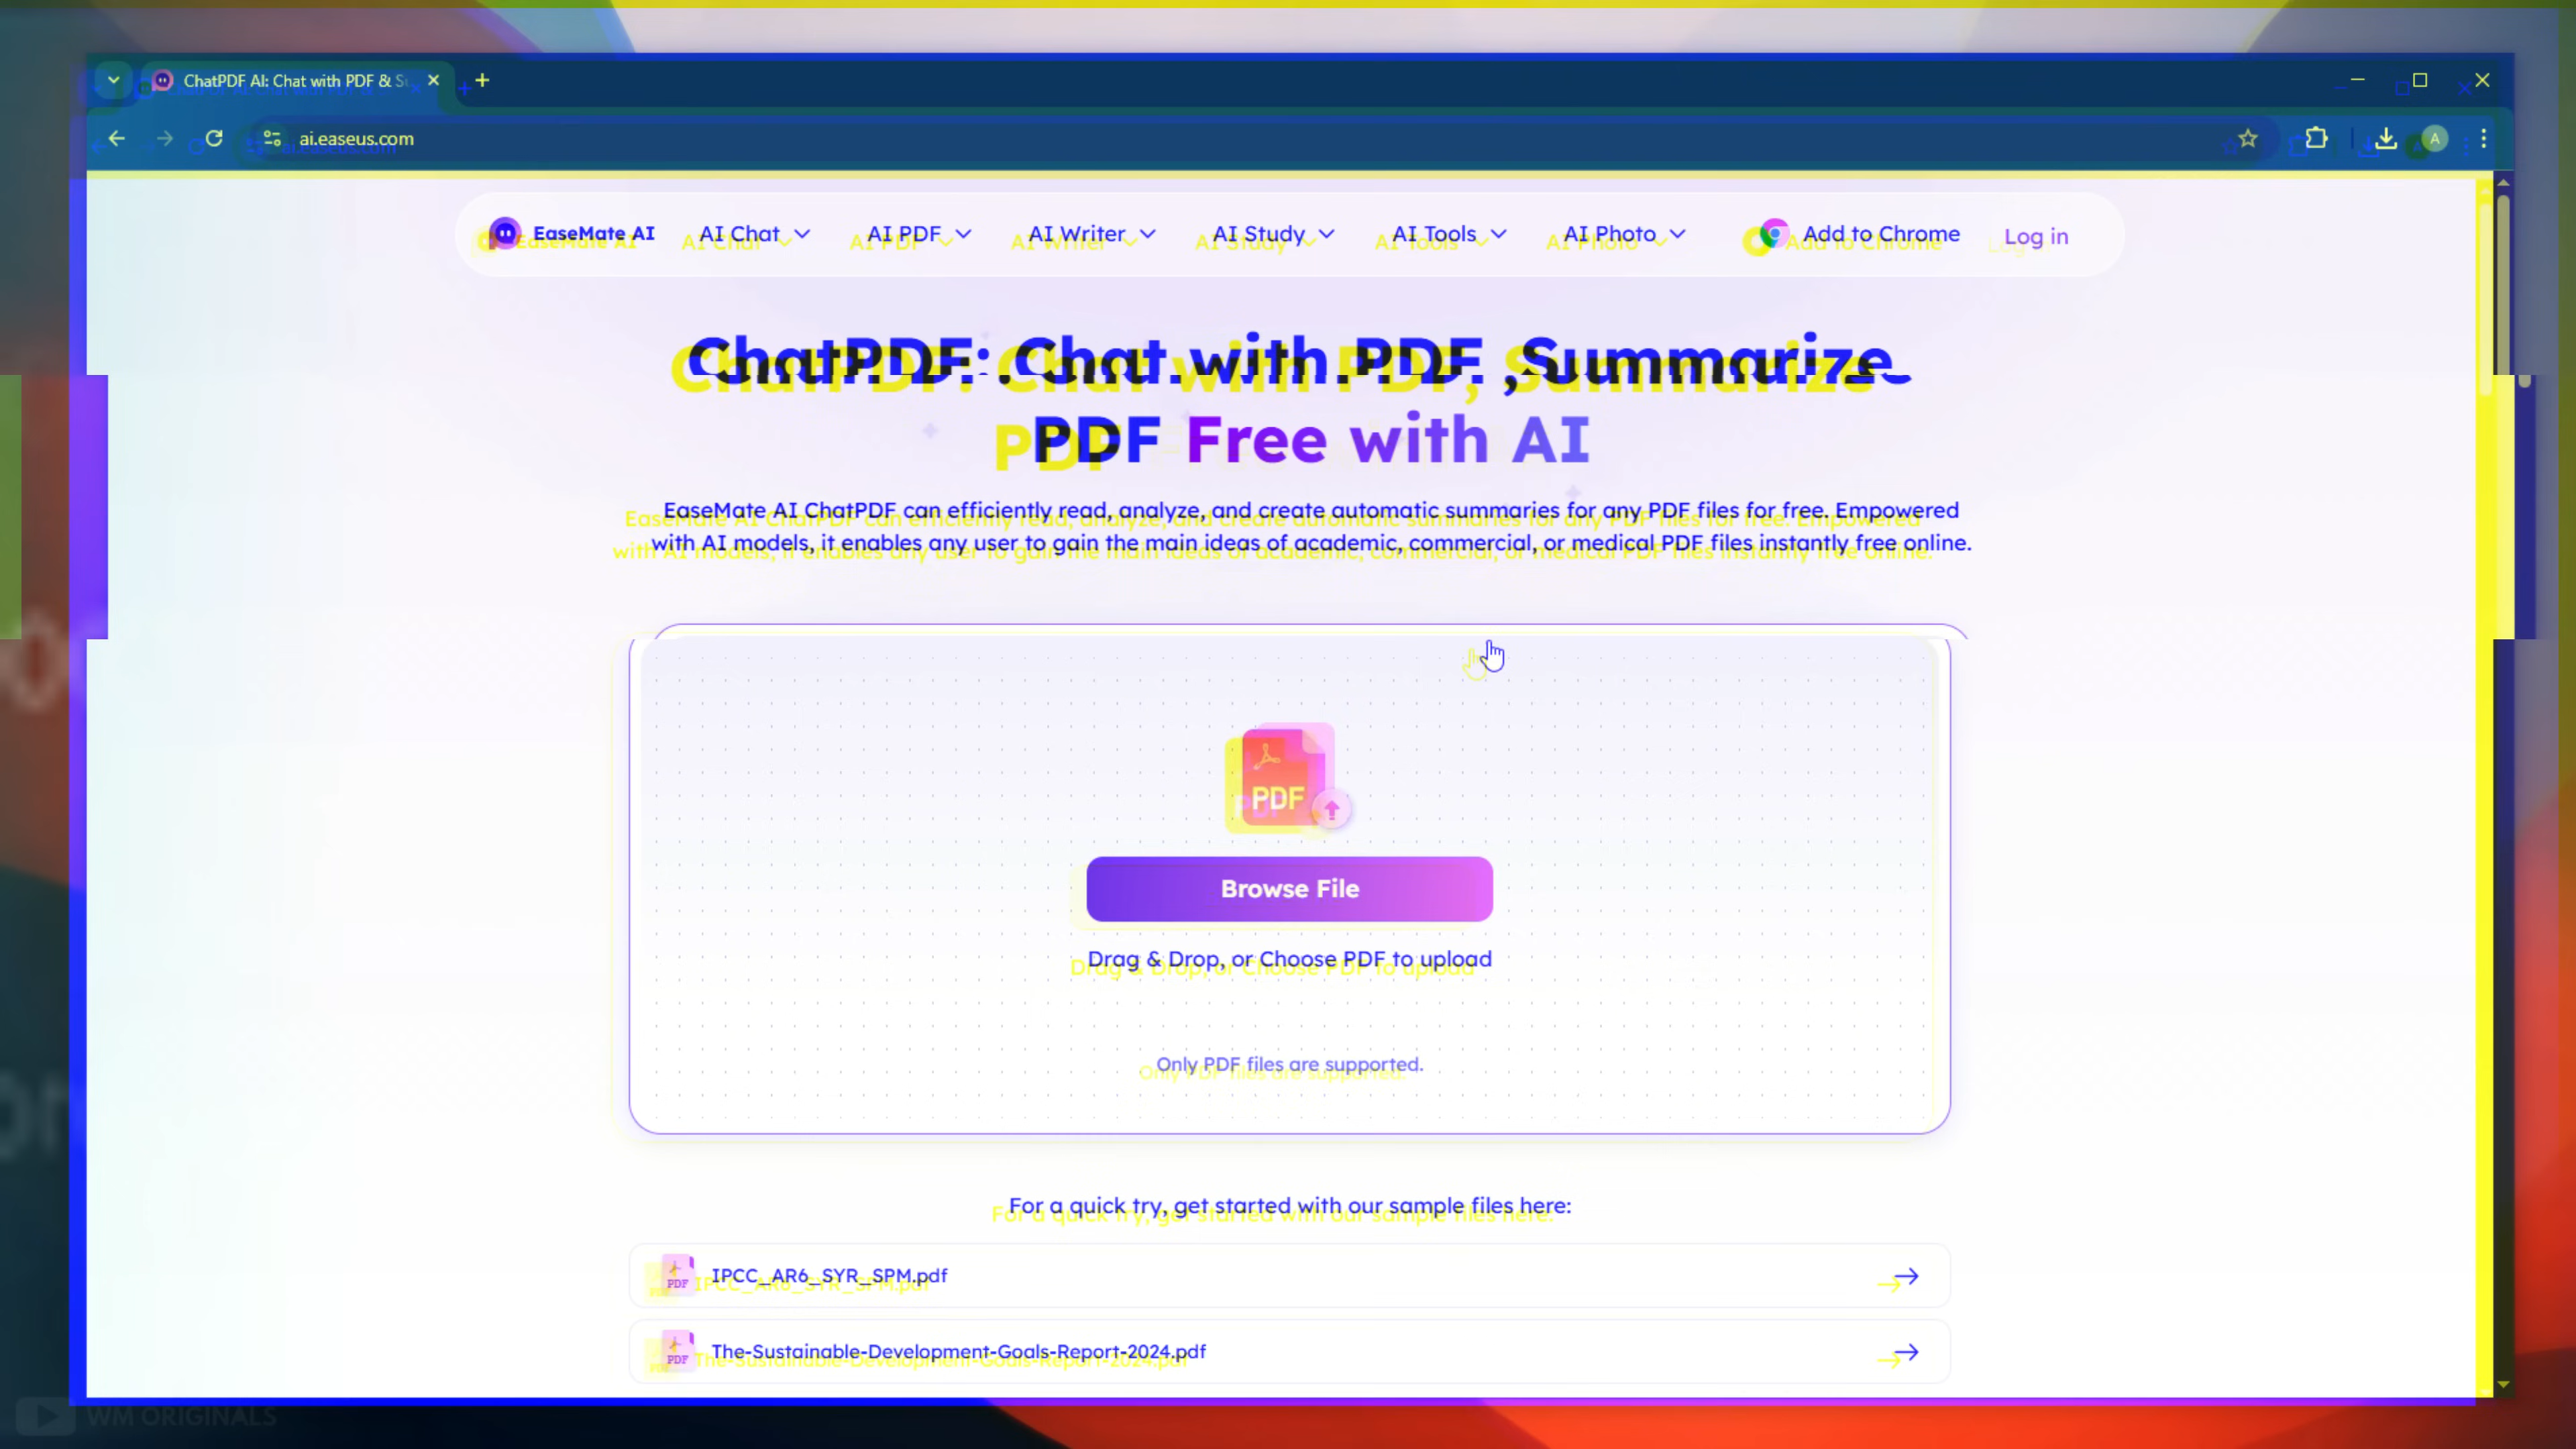 ChatPDF AI: Chat with PDF &
ai.easeus.com
A
EaseMate AI
AI Chat
AI PDF
AI Writer
AI Study
AI Tools
AI Photo
Add to Chrome
Log in
ChatPDF: Chat with PDF, Summarize
PDF Free with AI
EaseMate AI ChatPDF can efficiently read, analyze, and create automatic summaries for any PDF files for free. Empowered
with AI models, it enables any user to gain the main ideas of academic, commercial, or medical PDF files instantly free online.
PDF
Browse File
Drag & Drop, or Choose PDF to upload
Only PDF files are supported.
For a quick try, get started with our sample files here:
PDF IPCC_AR6_SYR_SPM.pdf
PDF The-Sustainable-Development-Goals-Report-2024.pdf
WM ORIGINALS